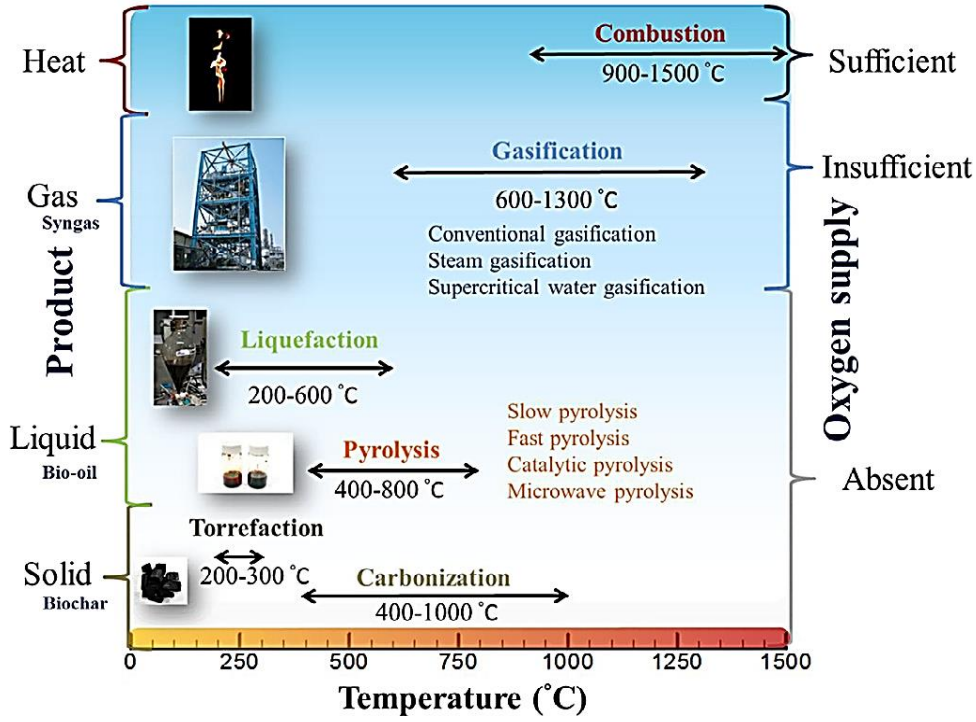 Heat
Combustion
900-1500 °C
Sufficient
Gas
Syngas
Gasification
600-1300 °C
Conventional gasification
Steam gasification
Supercritical water gasification
Insufficient
Product
Oxygen supply
Liquefaction
200-600 °C
Liquid
Bio-oil
Pyrolysis
400-800 °C
Slow pyrolysis
Fast pyrolysis
Catalytic pyrolysis
Microwave pyrolysis
Absent
Solid
Biochar
Torrefaction
200-300 °C
Carbonization
400-1000 °C
0 250 500 750 1000 1250 1500
Temperature (°C)